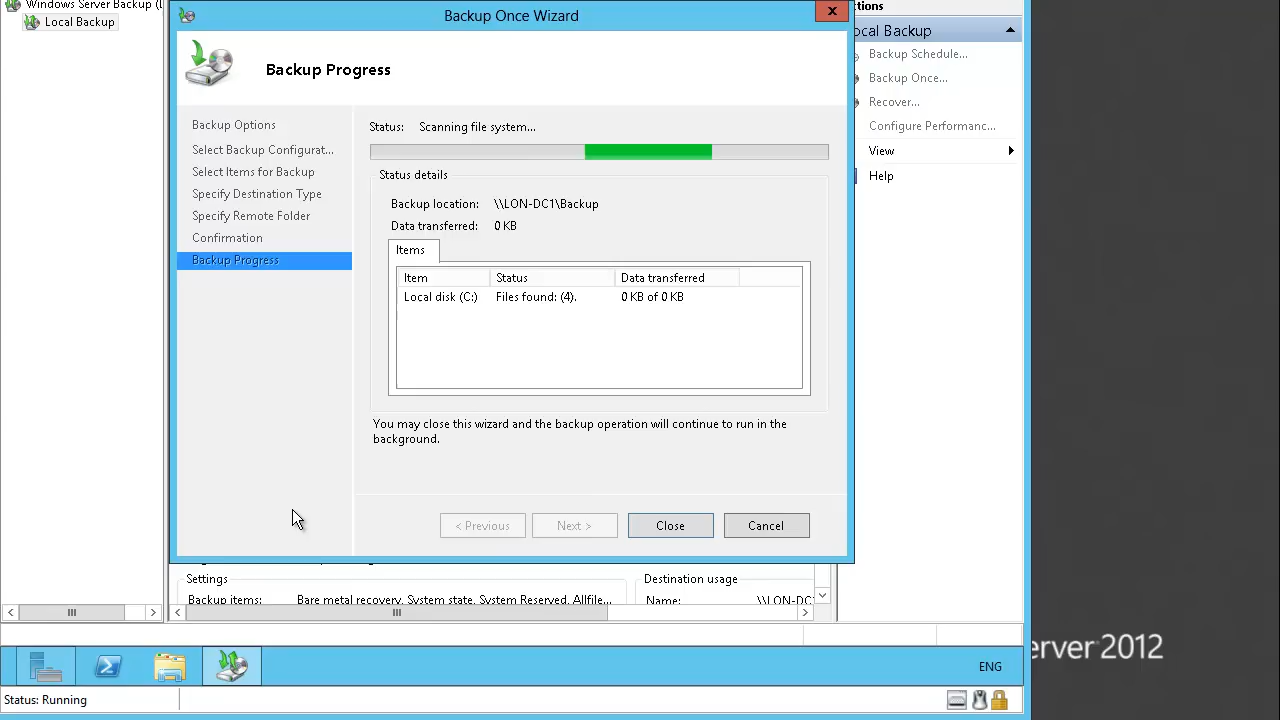 Windows Server Backup (L
Local Backup
Backup Once Wizard
x
Backup Progress
Backup Options
Select Backup Configurat...
Select Items for Backup
Specify Destination Type
Specify Remote Folder
Confirmation
Backup Progress
Status: Scanning file system...
Status details
Backup location: \\LON-DC1\Backup
Data transferred: 0 KB
Items
Item Status Data transferred
Local disk (C:) Files found: (4). 0 KB of 0 KB
You may close this wizard and the backup operation will continue to run in the
background.
< Previous
Next >
Close
Cancel
ctions
ocal Backup
Backup Schedule...
Backup Once...
Recover...
Configure Performanc...
View
Help
Settings
Backup items: Bare metal recovery, System state, System Reserved, Allfile...
Destination usage
Name: \\LON-DC
erver 2012
ENG
Status: Running